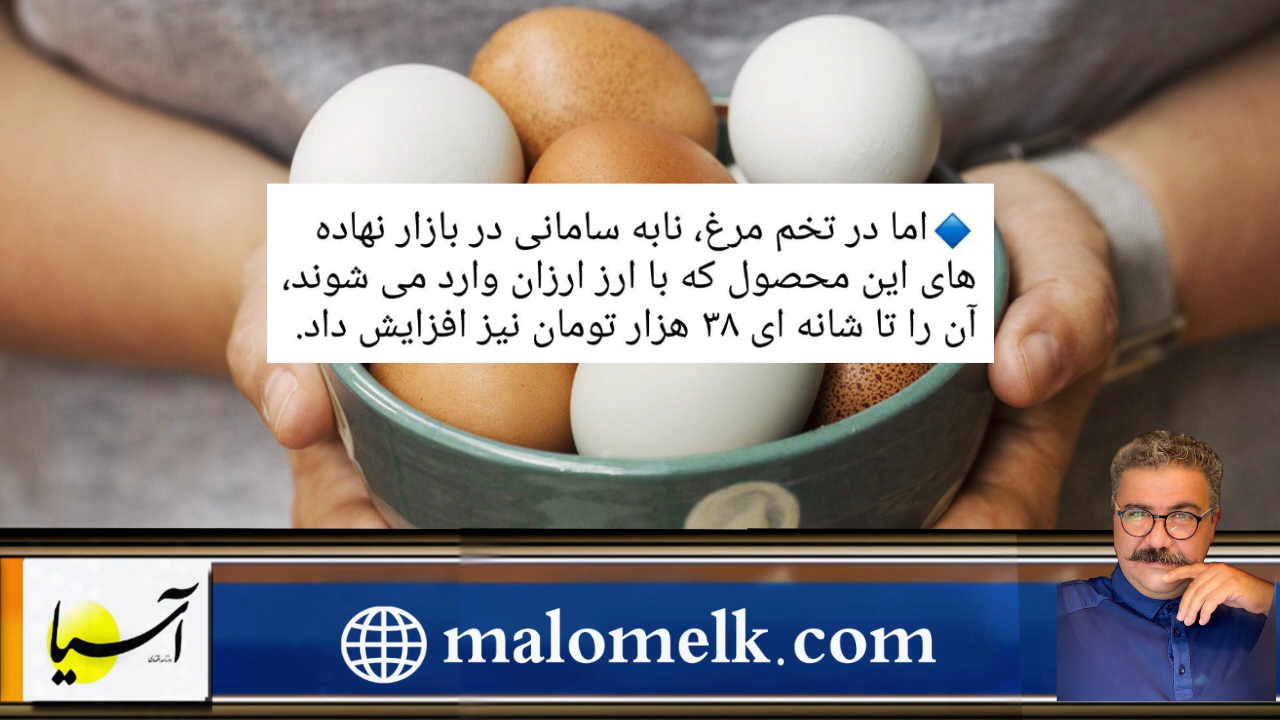 🔷اما در تخم مرغ، نابه سامانی در بازار نهاده
های این محصول که با ارز ارزان وارد می شوند،
آن را تا شانه ای ۳۸ هزار تومان نیز افزایش داد.
آسیا
malomelk.com